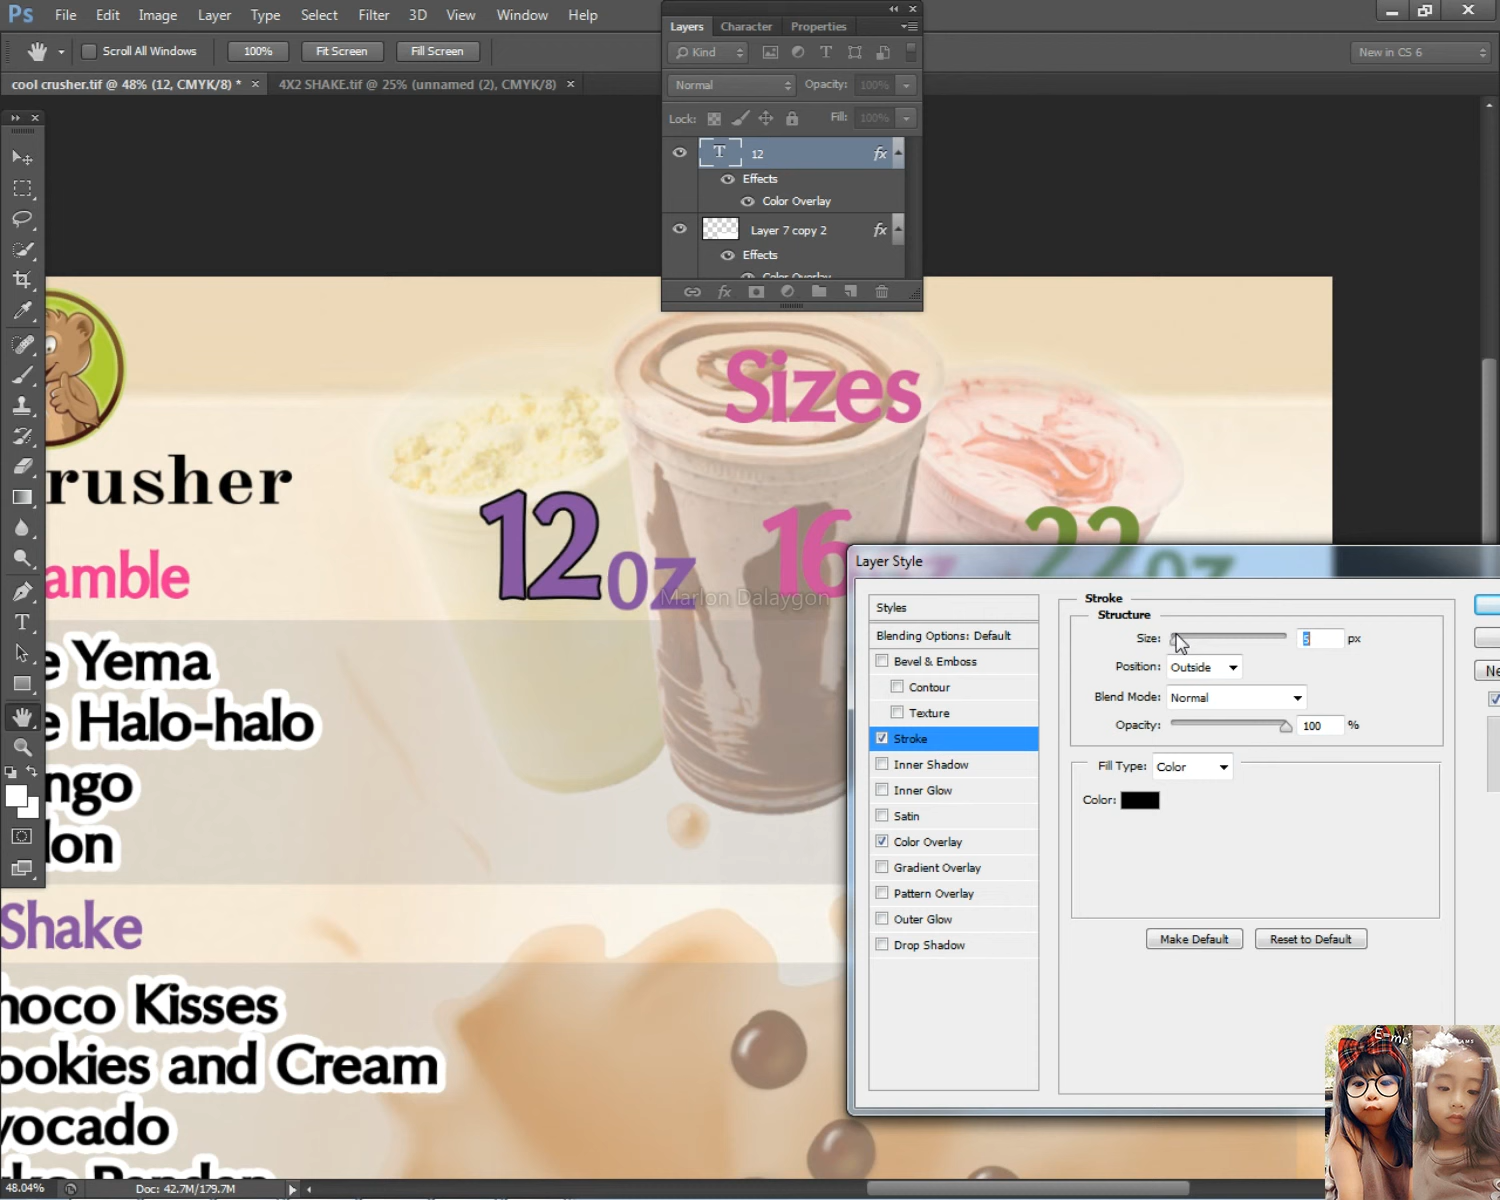 Ps File Edit Image Layer Type Select Filter 3D View Window Help
Scroll All Windows 100% Fit Screen Fill Screen New in CS 6
cool crusher.tif @ 48% (12, CMYK/8) * × 4X2 SHAKE.tif @ 25% (unnamed (2), CMYK/8) ×
Layers Character Properties
Kind
Normal Opacity: 100%
Lock: Fill: 100%
T 12 fx
Effects
Color Overlay
Layer 7 copy 2 fx
Effects
Color Overlay
Sizes
rusher
12oz 16 22oz
Marlon Dalaygon
amble
e Yema
e Halo-halo
ngo
lon
Shake
hoco Kisses
ookies and Cream
vocado
Layer Style
Styles
Blending Options: Default
Bevel & Emboss
Contour
Texture
Stroke
Inner Shadow
Inner Glow
Satin
Color Overlay
Gradient Overlay
Pattern Overlay
Outer Glow
Drop Shadow
Stroke
Structure
Size: 5 px
Position: Outside
Blend Mode: Normal
Opacity: 100 %
Fill Type: Color
Color:
Make Default Reset to Default
Ne
E=mc²
48.04% Doc: 42.7M/179.7M